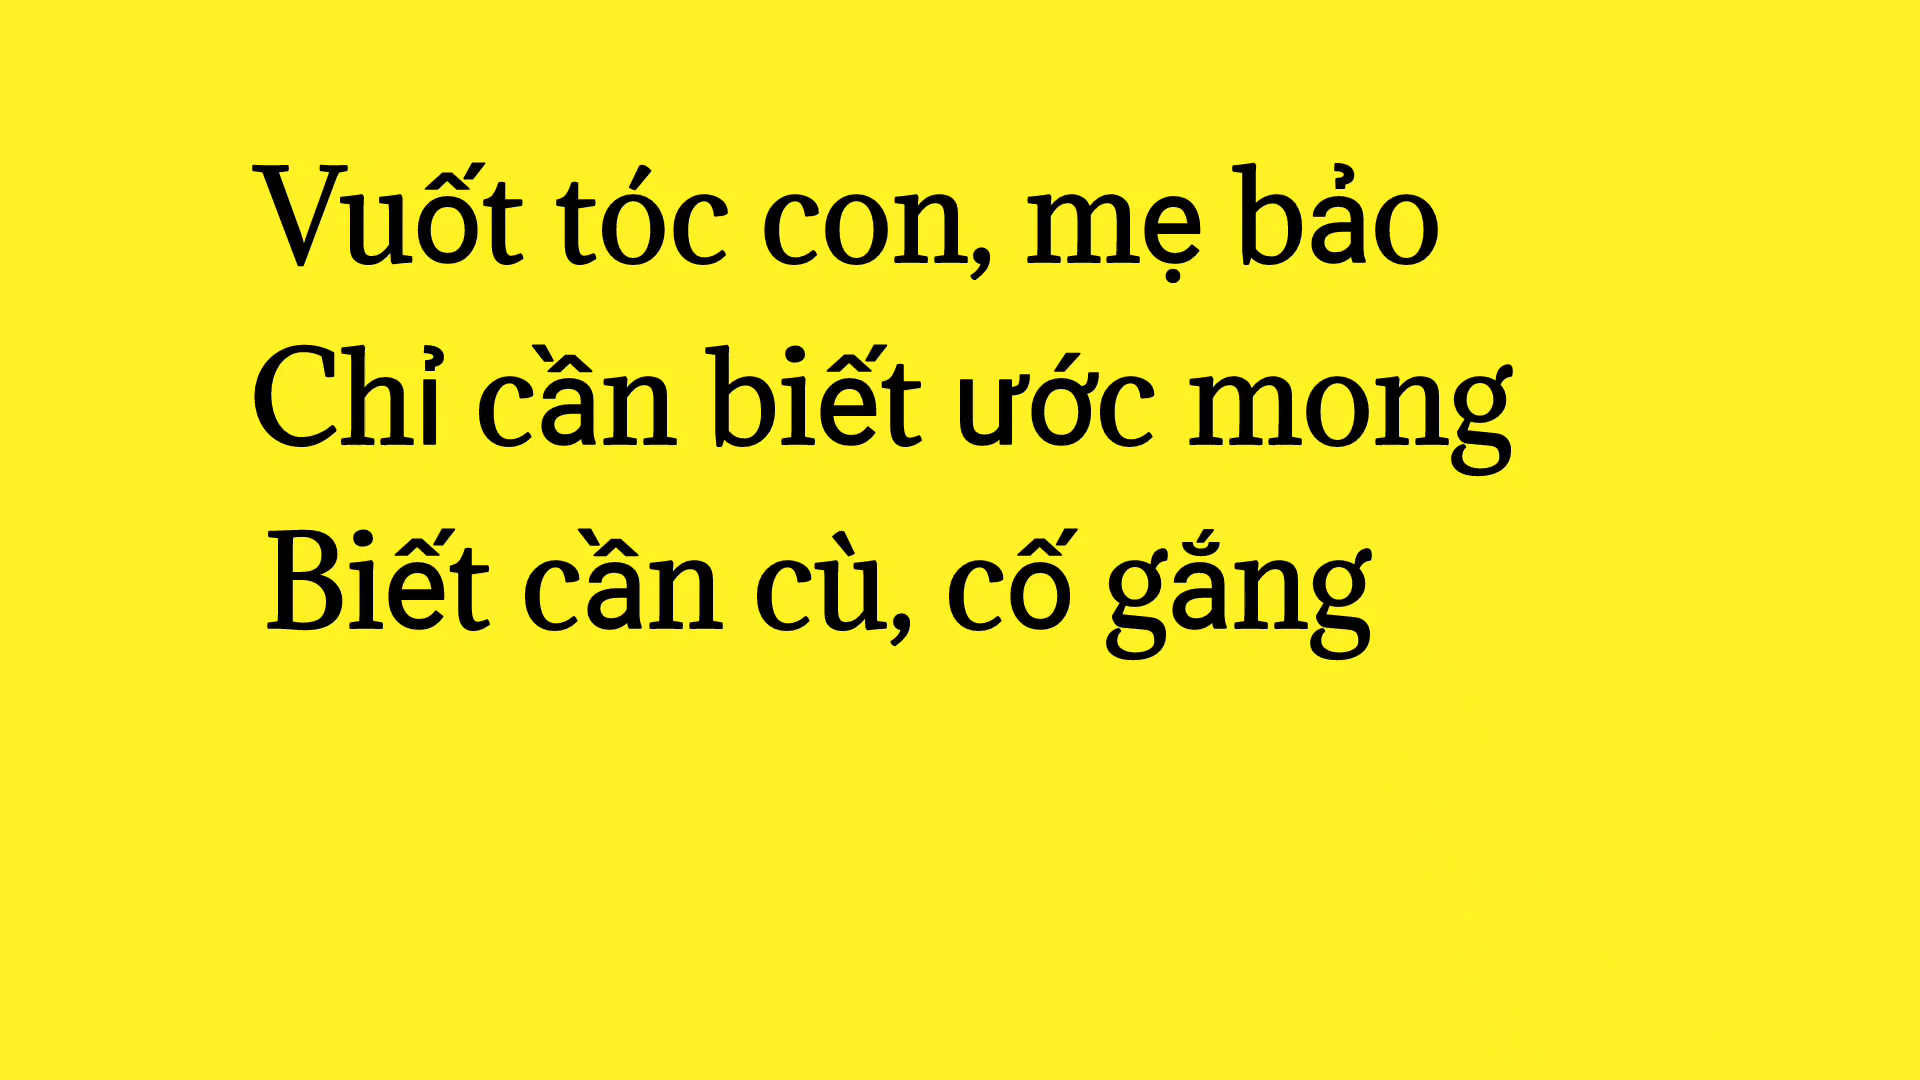 Vuốt tóc con, mẹ bảo
Chỉ cần biết ước mong
Biết cần cù, cố gắng